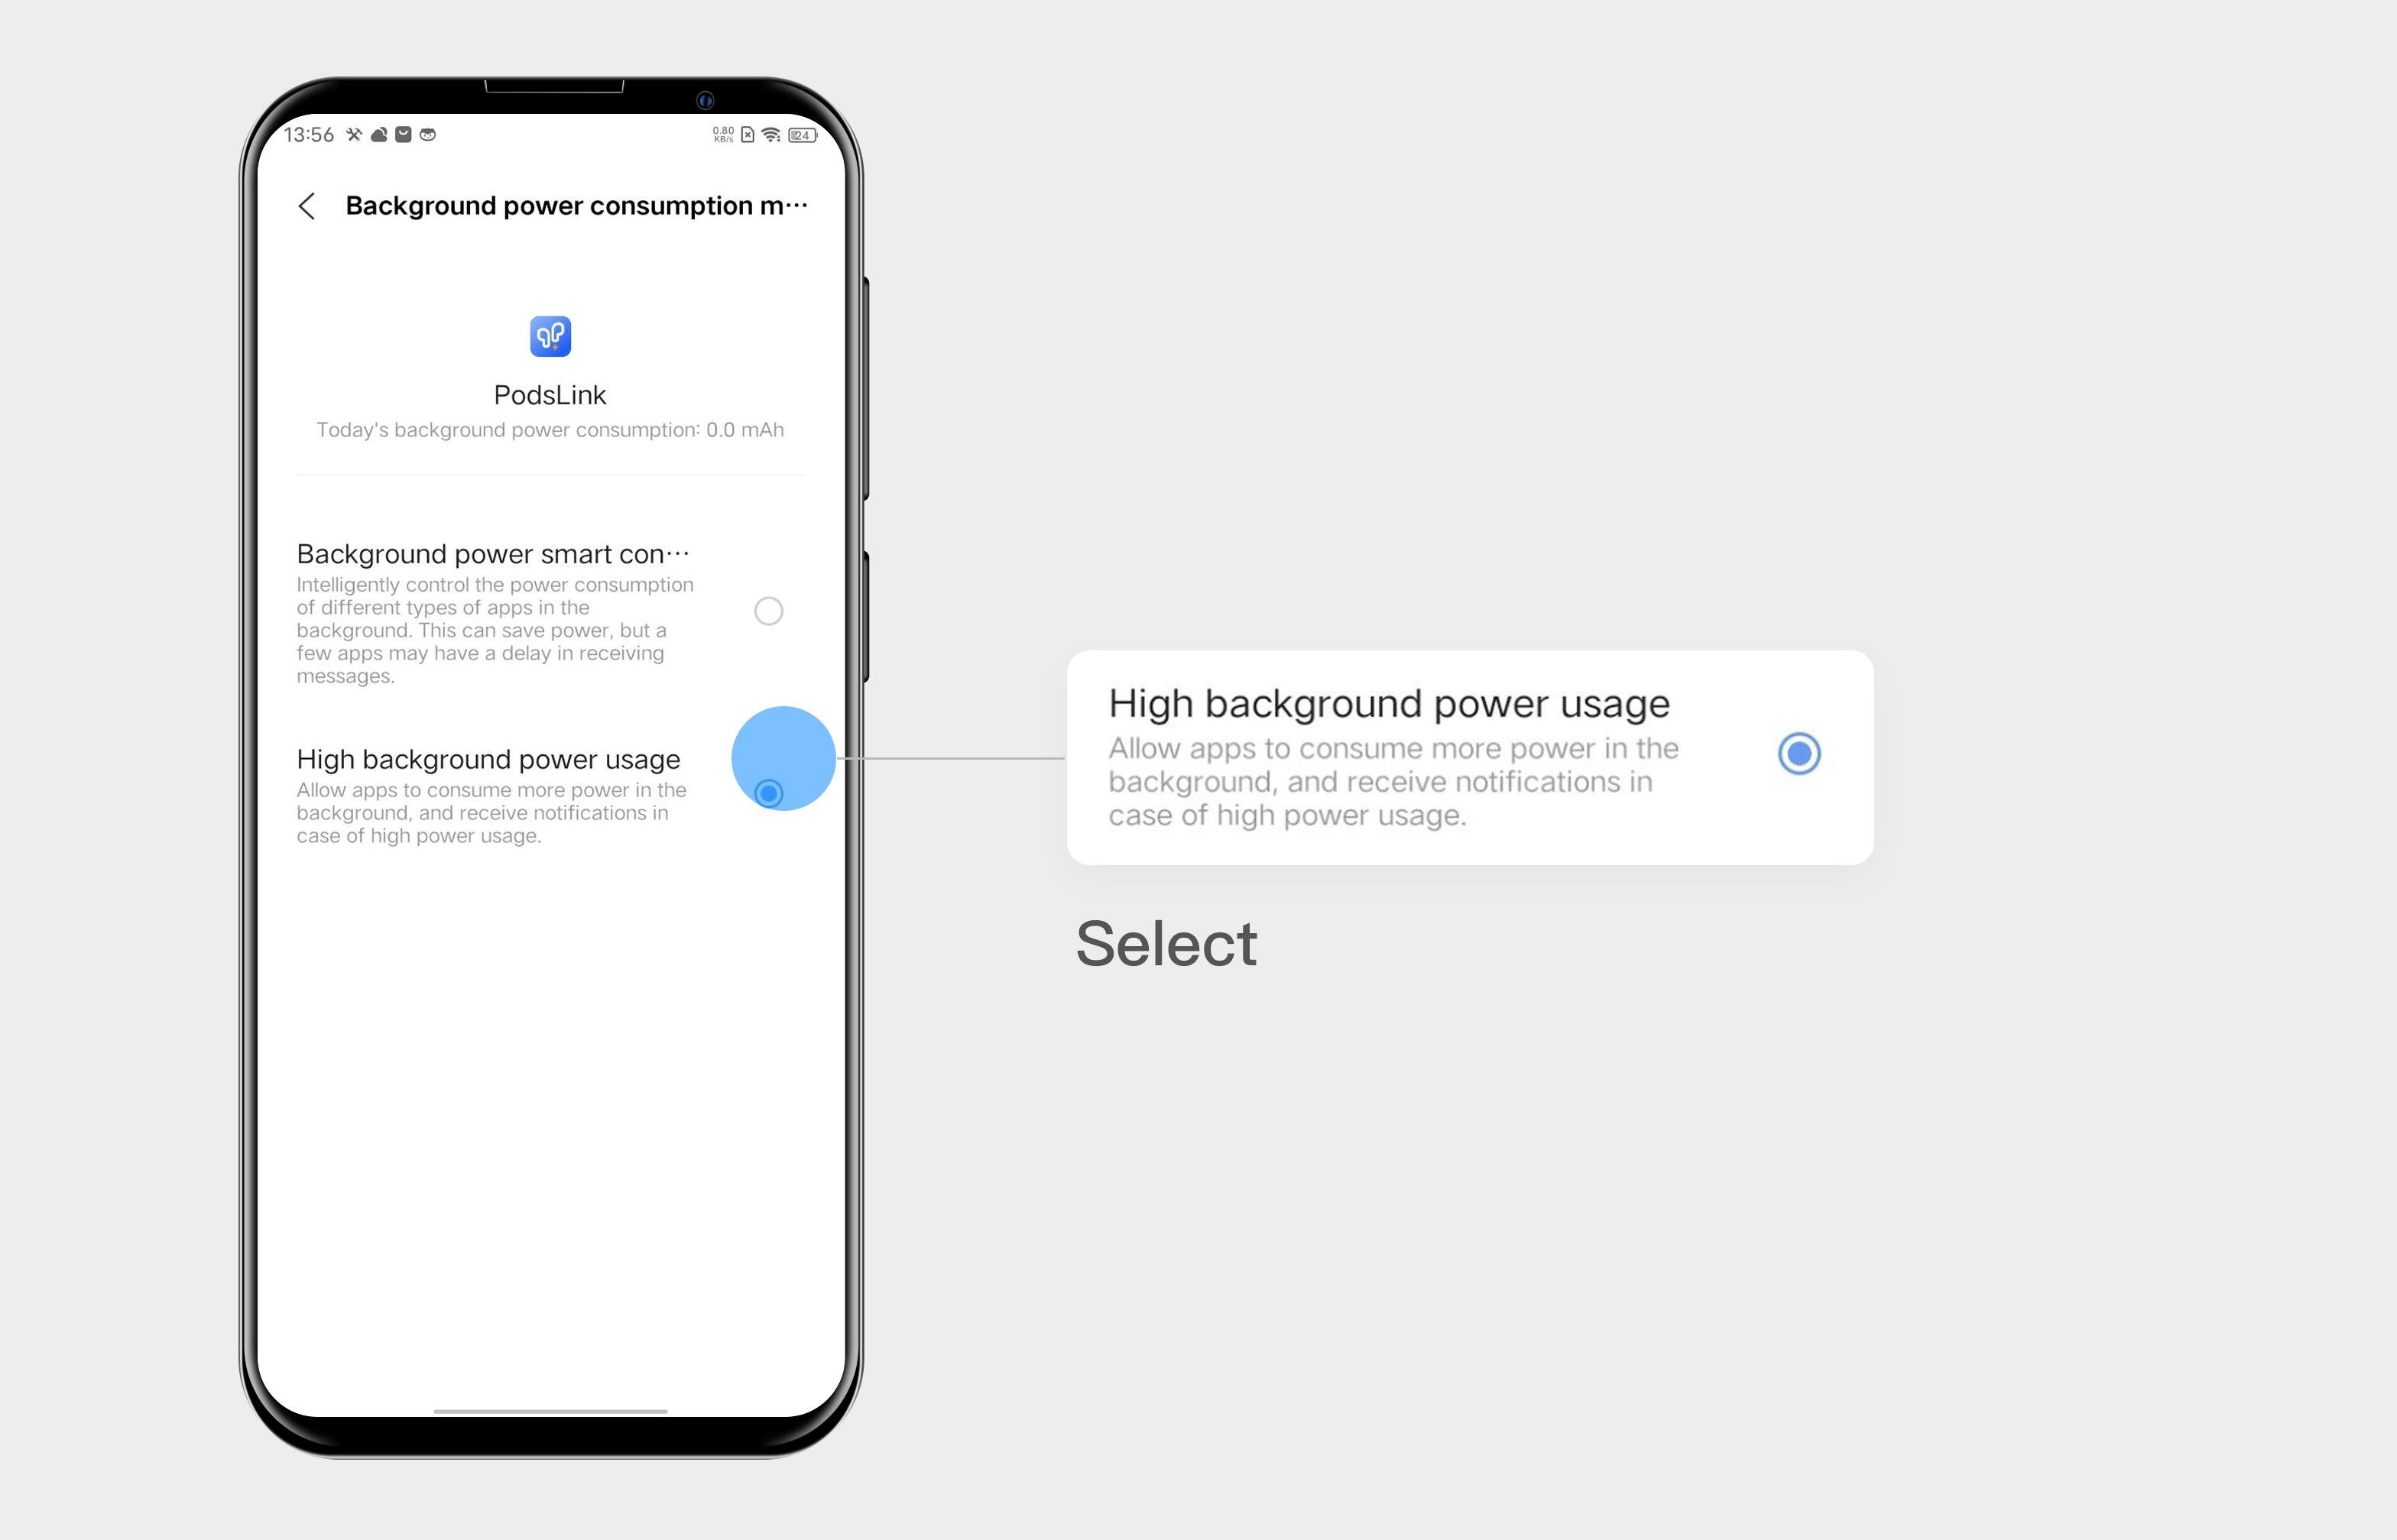 13:56
0.80
KB/s
24
Background power consumption m···
PodsLink
Today's background power consumption: 0.0 mAh
Background power smart con···
Intelligently control the power consumption
of different types of apps in the
background. This can save power, but a
few apps may have a delay in receiving
messages.
High background power usage
Allow apps to consume more power in the
background, and receive notifications in
case of high power usage.
High background power usage
Allow apps to consume more power in the
background, and receive notifications in
case of high power usage.
Select